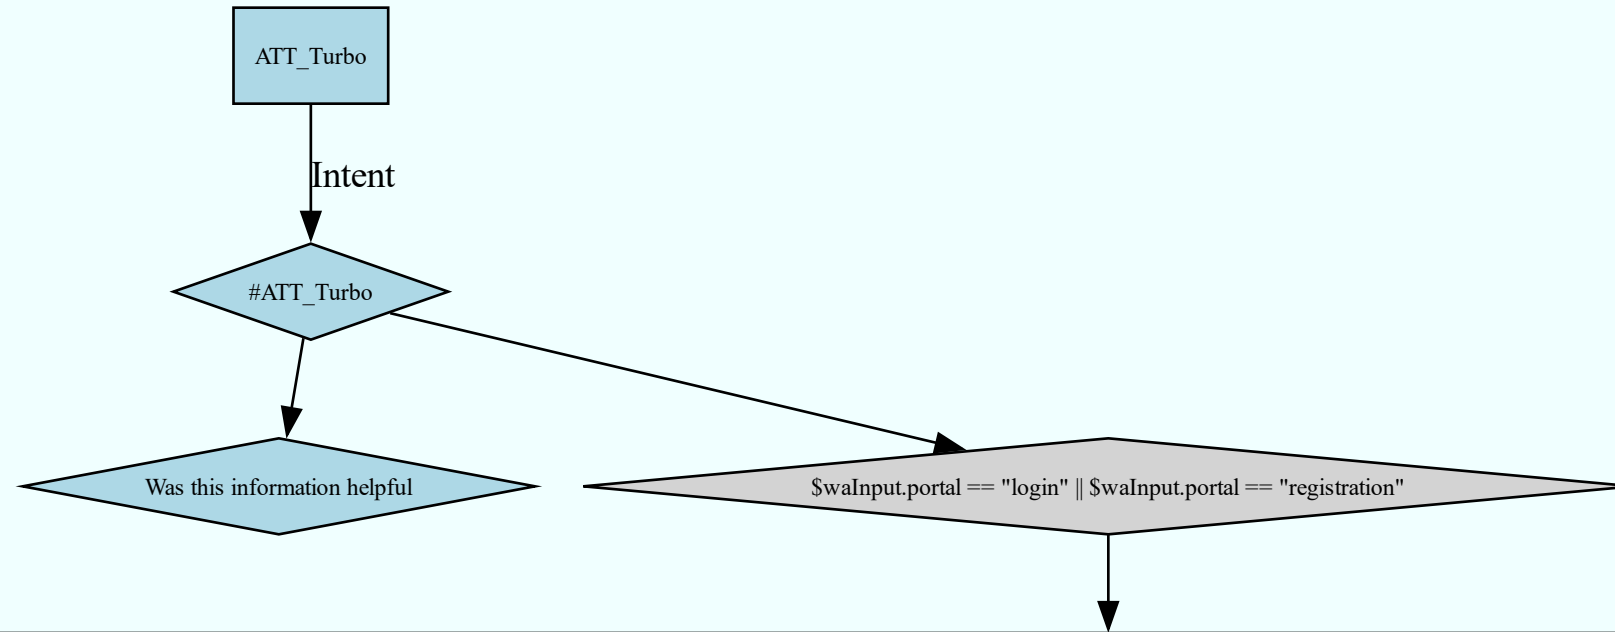 ATT_Turbo
Intent
#ATT_Turbo
Was this information helpful
$waInput.portal == "login" || $waInput.portal == "registration"